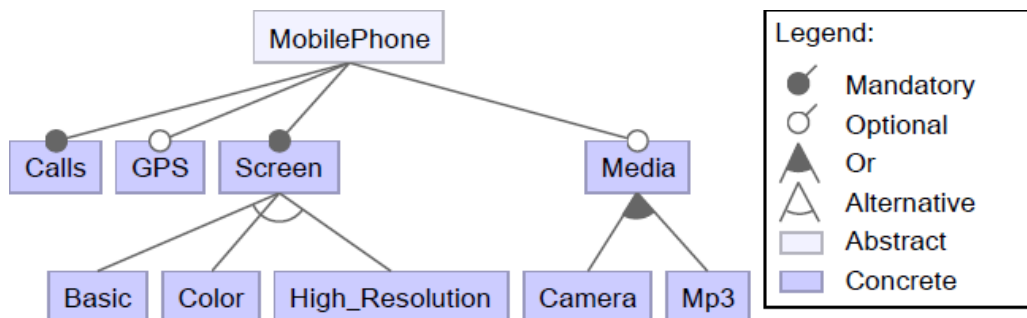 MobilePhone
Calls
GPS
Screen
Media
Basic
Color
High_Resolution
Camera
Mp3
Legend:
Mandatory
Optional
Or
Alternative
Abstract
Concrete